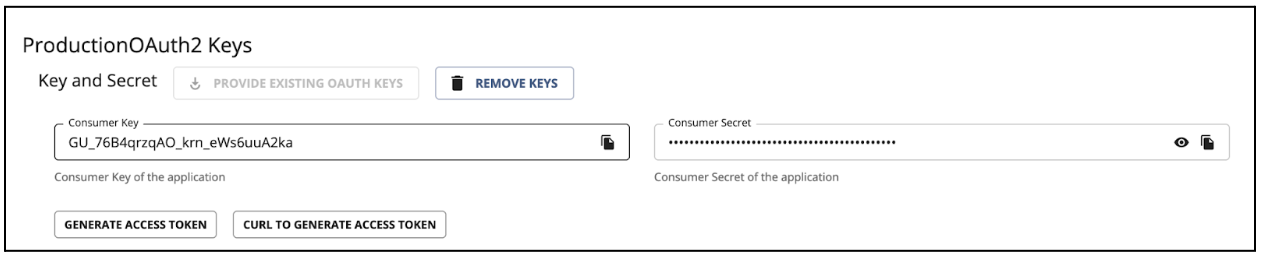 ProductionOAuth2 Keys
Key and Secret PROVIDE EXISTING OAUTH KEYS REMOVE KEYS
Consumer Key Consumer Secret
GU_76B4qrzqAO_krn_eWs6uuA2ka ••••••••••••••••••••••••••••••••••••••••••••
Consumer Key of the application Consumer Secret of the application
GENERATE ACCESS TOKEN CURL TO GENERATE ACCESS TOKEN